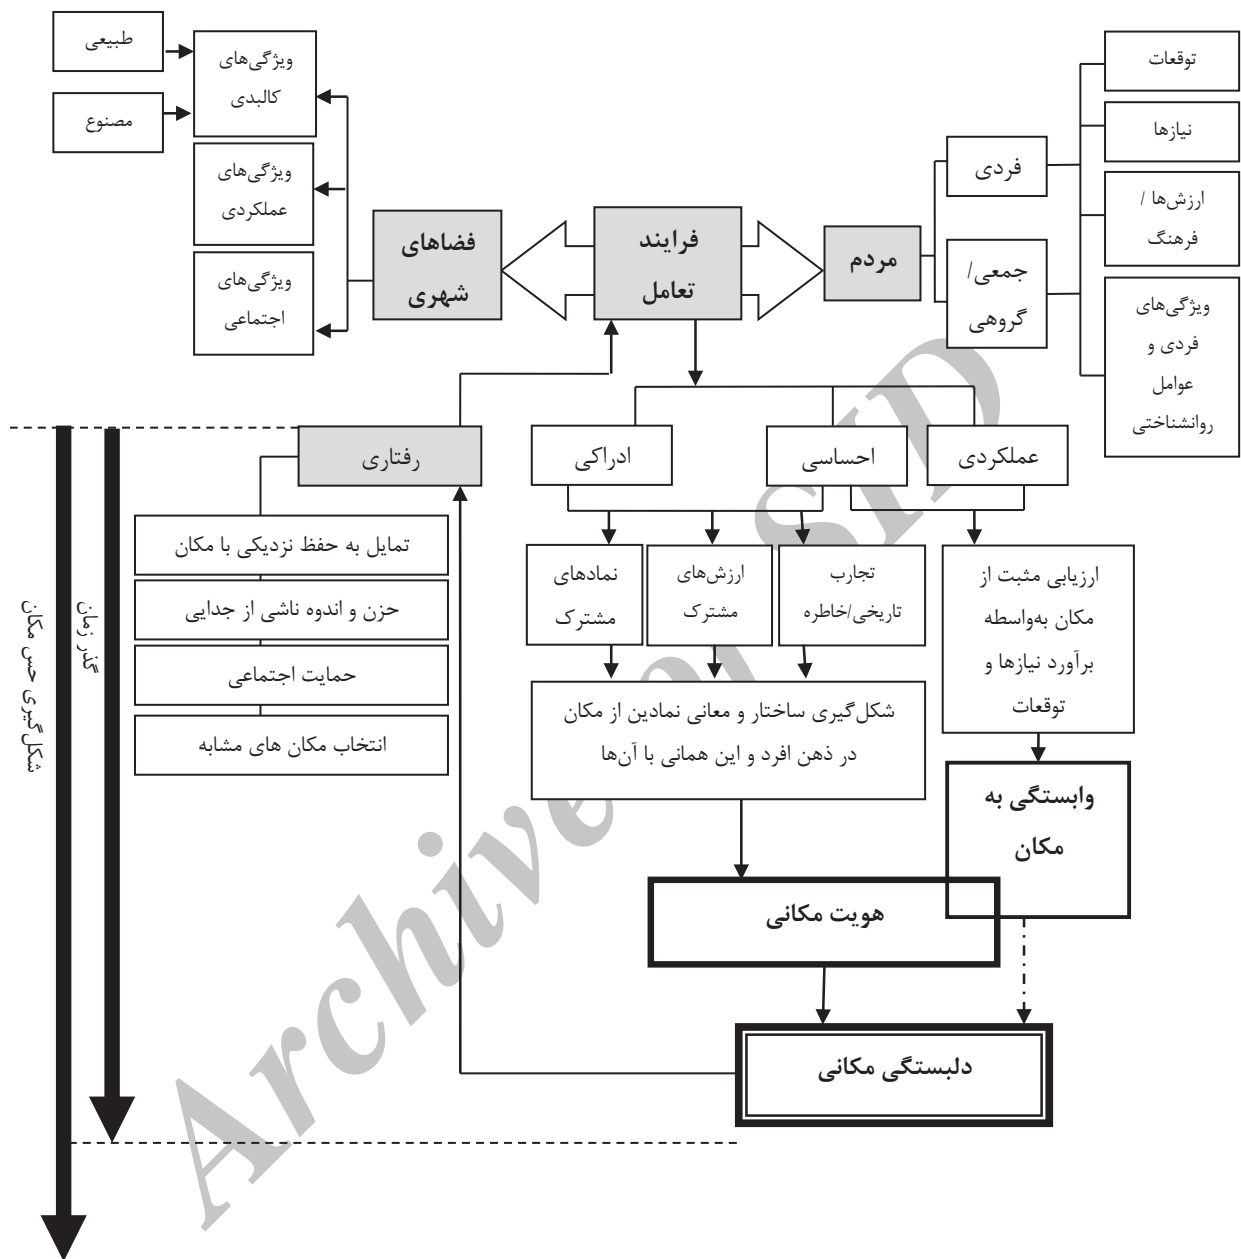 طبیعی
مصنوع
ویژگی‌های
کالبدی
ویژگی‌های
عملکردی
ویژگی‌های
اجتماعی
فضاهای
شهری
فرایند
تعامل
مردم
فردی
جمعی/
گروهی
توقعات
نیازها
ارزش‌ها /
فرهنگ
ویژگی‌های
فردی و
عوامل
روانشناختی
رفتاری
ادراکی
احساسی
عملکردی
تمایل به حفظ نزدیکی با مکان
حزن و اندوه ناشی از جدایی
حمایت اجتماعی
انتخاب مکان های مشابه
نمادهای
مشترک
ارزش‌های
مشترک
تجارب
تاریخی/خاطره
ارزیابی مثبت از
مکان به‌واسطه
برآورد نیازها و
توقعات
شکل‌گیری ساختار و معانی نمادین از مکان
در ذهن افرد و این همانی با آن‌ها
وابستگی به
مکان
هویت مکانی
دلبستگی مکانی
گذر زمان
شکل‌گیری حس مکان
Archive of SID